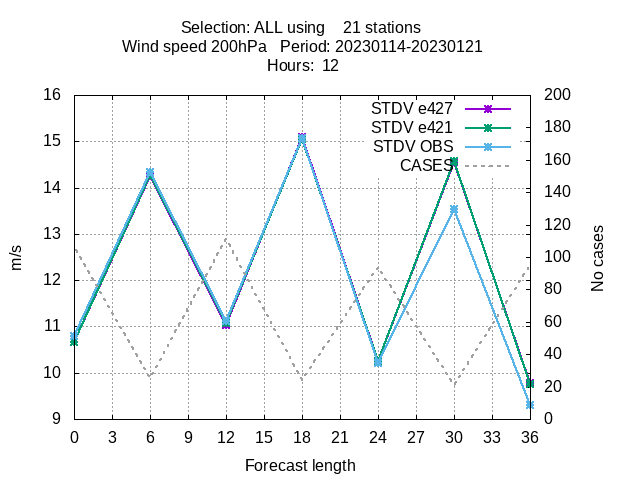 Selection: ALL using    21 stations
Wind speed 200hPa   Period: 20230114-20230121
Hours:  12
STDV e427
STDV e421
STDV OBS
CASES
16
15
14
13
12
11
10
9
200
180
160
140
120
100
80
60
40
20
0
m/s
No cases
0 3 6 9 12 15 18 21 24 27 30 33 36
Forecast length